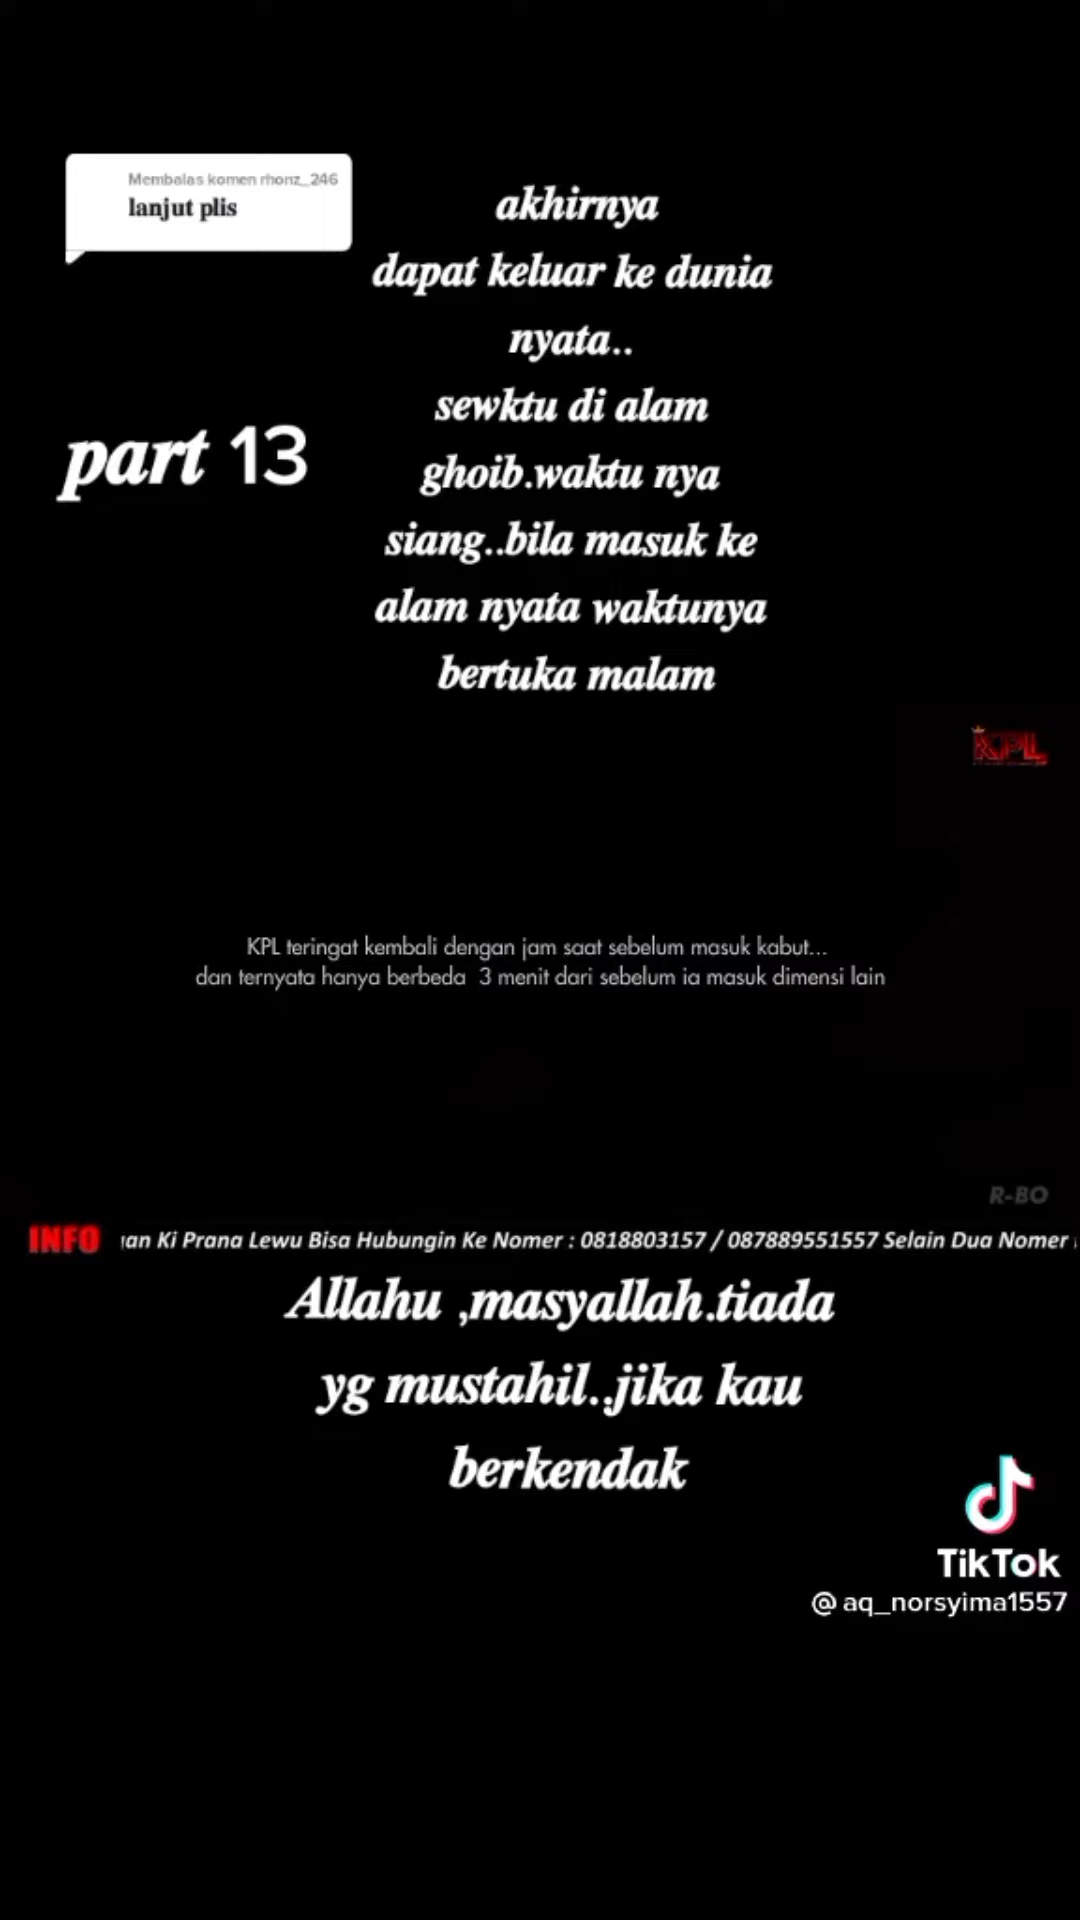 Membalas komen rhonz_246
lanjut plis
akhirnya
dapat keluar ke dunia
nyata..
sewktu di alam
ghoib.waktu nya
siang..bila masuk ke
alam nyata waktunya
bertuka malam
part 13
KPL
KPL teringat kembali dengan jam saat sebelum masuk kabut...
dan ternyata hanya berbeda 3 menit dari sebelum ia masuk dimensi lain
R-BO
INFO an Ki Prana Lewu Bisa Hubungin Ke Nomer : 0818803157 / 087889551557 Selain Dua Nomer
Allahu ,masyallah.tiada
yg mustahil..jika kau
berkendak
TikTok
@aq_norsyima1557